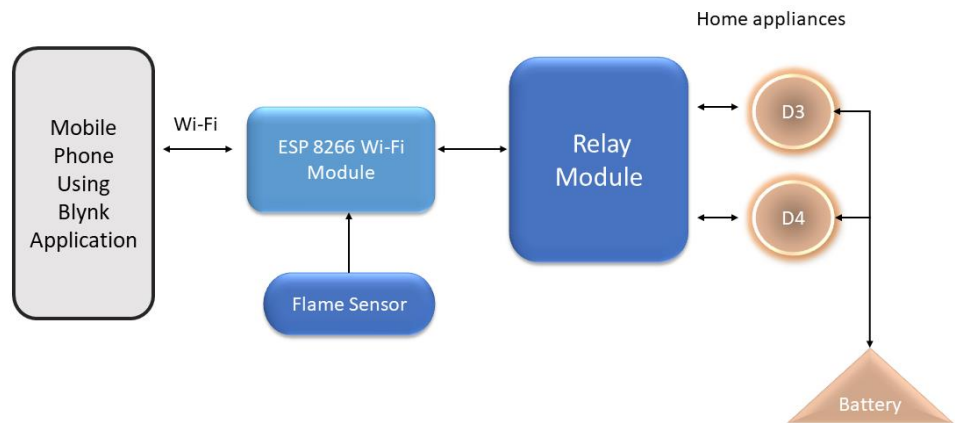 Home appliances
Mobile
Phone
Using
Blynk
Application
Wi-Fi
ESP 8266 Wi-Fi
Module
Flame Sensor
Relay
Module
D3
D4
Battery